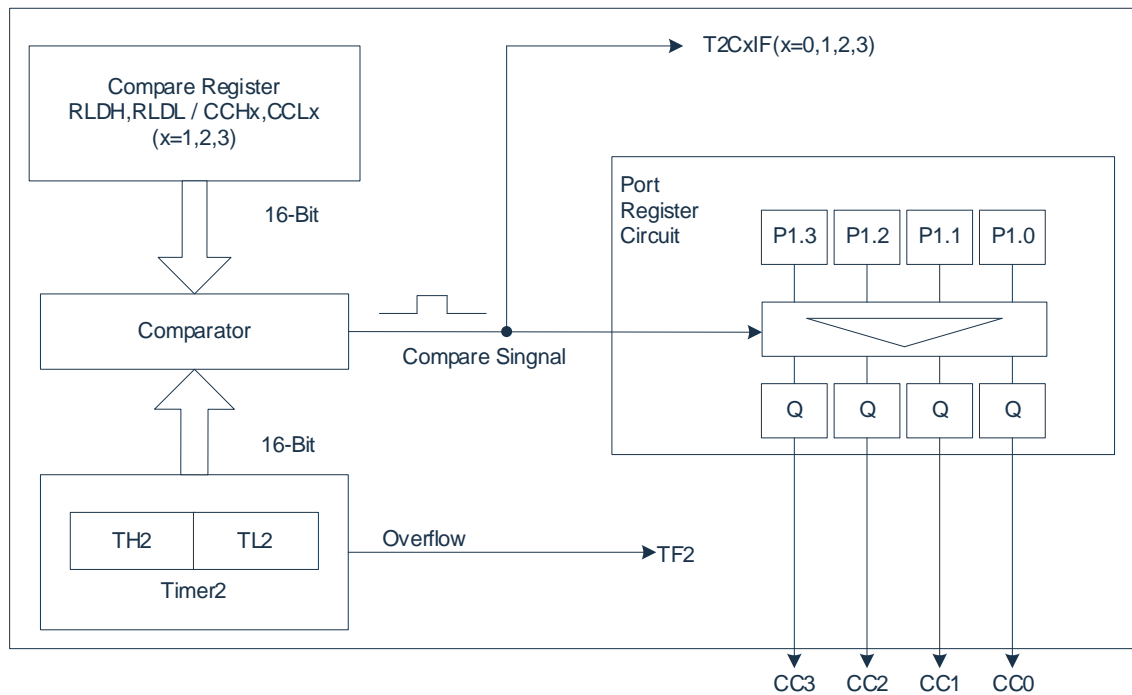 T2CxIF(x=0,1,2,3)
Compare Register
RLDH,RLDL / CCHx,CCLx
(x=1,2,3)
16-Bit
Port
Register
Circuit
P1.3
P1.2
P1.1
P1.0
Comparator
Compare Singnal
Q
Q
Q
Q
16-Bit
TH2
TL2
Timer2
Overflow
TF2
CC3
CC2
CC1
CC0